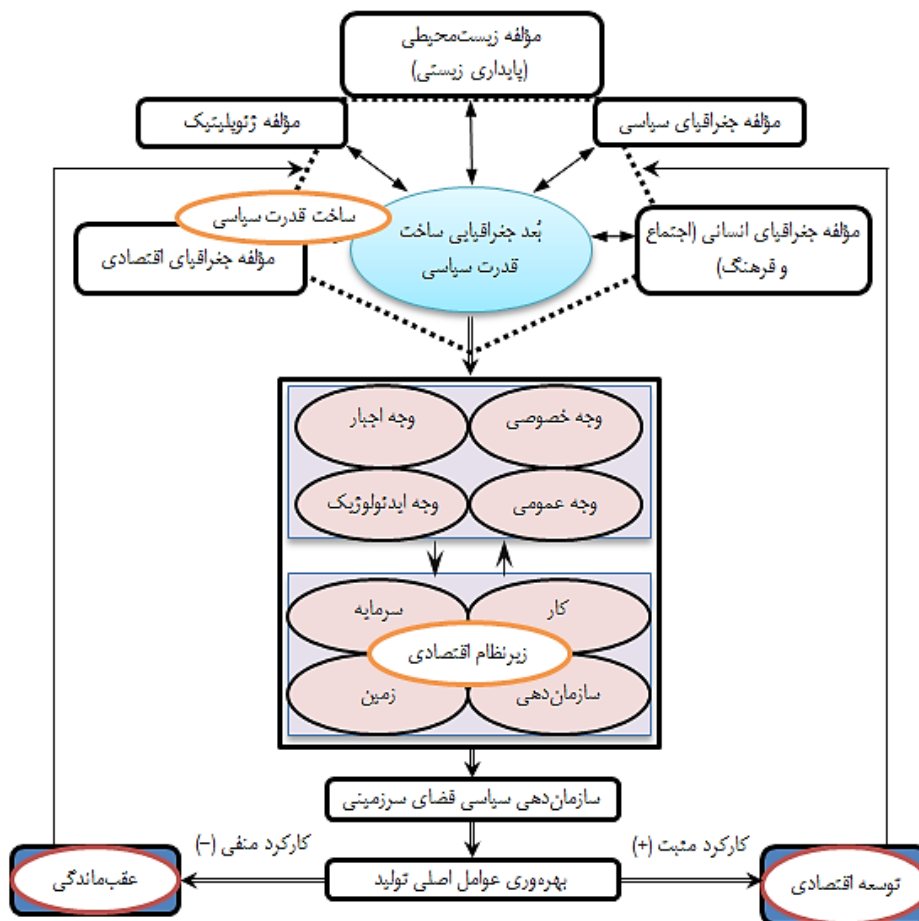 مؤلفه زیست‌محیطی
(پایداری زیستی)
مؤلفه جغرافیای سیاسی
مؤلفه ژئوپلیتیک
ساخت قدرت سیاسی
مؤلفه جغرافیای انسانی (اجتماع
و فرهنگ)
بُعد جغرافیایی ساخت
قدرت سیاسی
مؤلفه جغرافیای اقتصادی
وجه خصوصی
وجه اجبار
وجه عمومی
وجه ایدئولوژیک
کار
سرمایه
زیرنظام اقتصادی
سازمان‌دهی
زمین
سازمان‌دهی سیاسی فضای سرزمینی
کارکرد مثبت (+)
کارکرد منفی (–)
توسعه اقتصادی
بهره‌وری عوامل اصلی تولید
عقب‌ماندگی